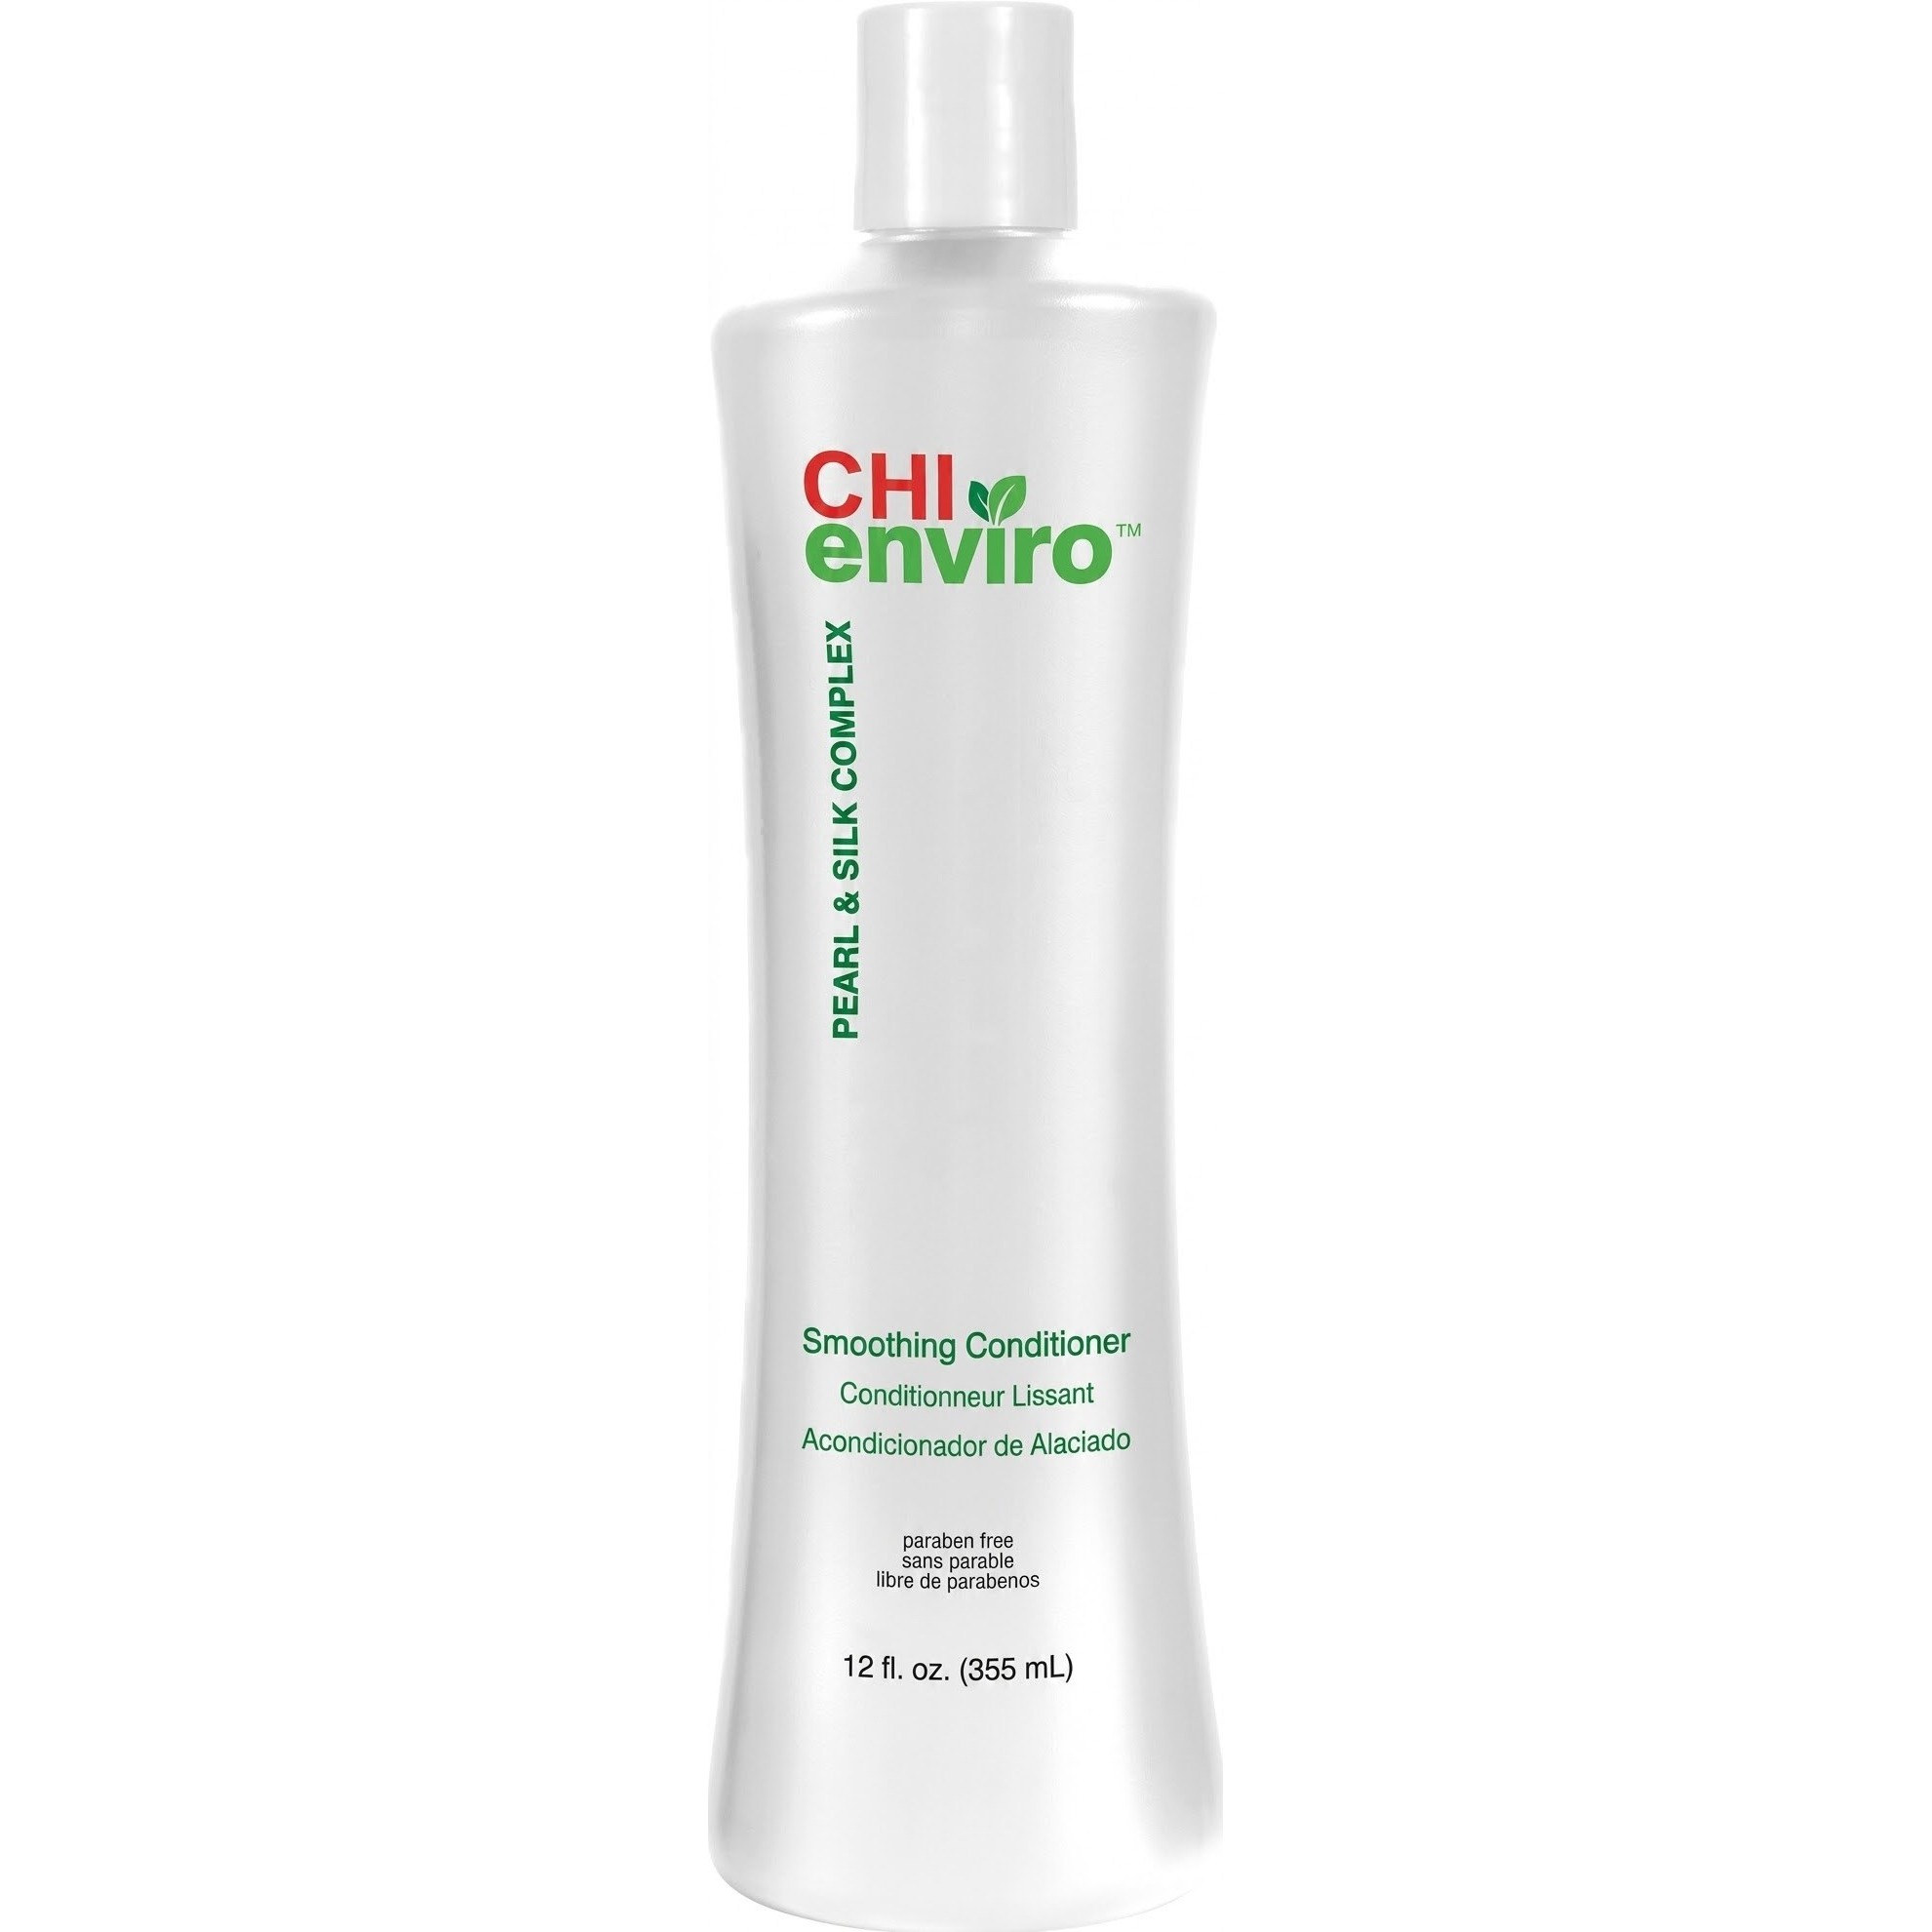 CHI
enviro™
PEARL & SILK COMPLEX
Smoothing Conditioner
Conditionneur Lissant
Acondicionador de Alaciado
paraben free
sans parable
libre de parabenos
12 fl. oz. (355 mL)